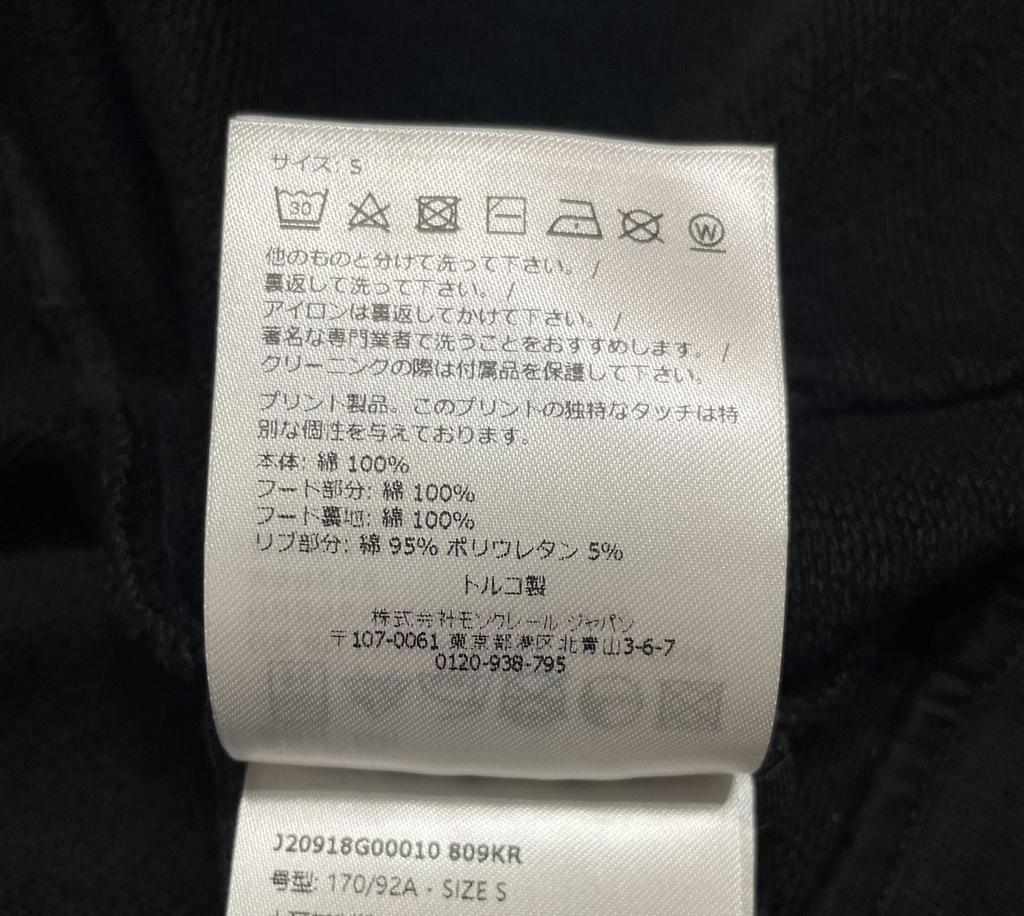 サイズ: S
30 W
他のものと分けて洗って下さい。 /
裏返して洗って下さい。 /
アイロンは裏返してかけて下さい。 /
著名な専門業者で洗うことをおすすめします。 /
クリーニングの際は付属品を保護して下さい。
プリント製品。このプリントの独特なタッチは特
別な個性を与えております。
本体: 綿 100%
フード部分: 綿 100%
フード裏地: 綿 100%
リブ部分: 綿 95% ポリウレタン 5%
トルコ製
株式会社モンクレール ジャパン
〒107-0061 東京都港区北青山3-6-7
0120-938-795
J20918G00010 809KR
号型: 170/92A - SIZE S